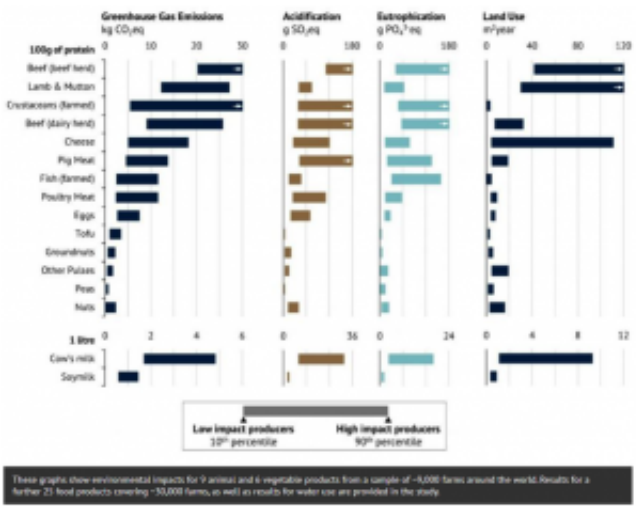 Greenhouse Gas Emissions Acidification Eutrophication Land Use
kg CO₂eq g SO₂eq g PO₄³⁻eq m²year
0 10 20 30 0 180 0 180 0 40 80 120
100g of protein
Beef (beef herd)
Lamb & Mutton
Crustaceans (farmed)
Beef (dairy herd)
Cheese
Pig Meat
Fish (farmed)
Poultry Meat
Eggs
Tofu
Groundnuts
Other Pulses
Peas
Nuts
0 2 4 6 0 36 0 24 0 4 8 12
1 litre
Cow's milk
Soymilk
Low impact producers High impact producers
10th percentile 90th percentile
These graphs show environmental impacts for 9 animal and 6 vegetable products from a sample of ~9,000 farms around the world. Results for a
further 25 food products covering ~30,000 farms, as well as results for water use are provided in the study.